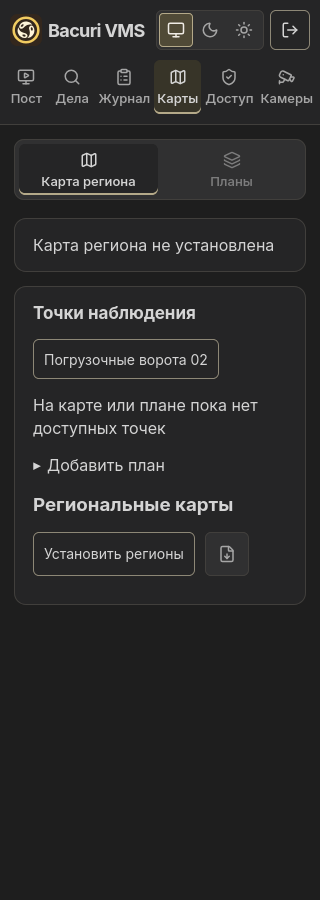 Bacuri VMS
Пост Дела Журнал Карты Доступ Камеры
Карта региона Планы
Карта региона не установлена
Точки наблюдения
Погрузочные ворота 02
На карте или плане пока нет
доступных точек
Добавить план
Региональные карты
Установить регионы